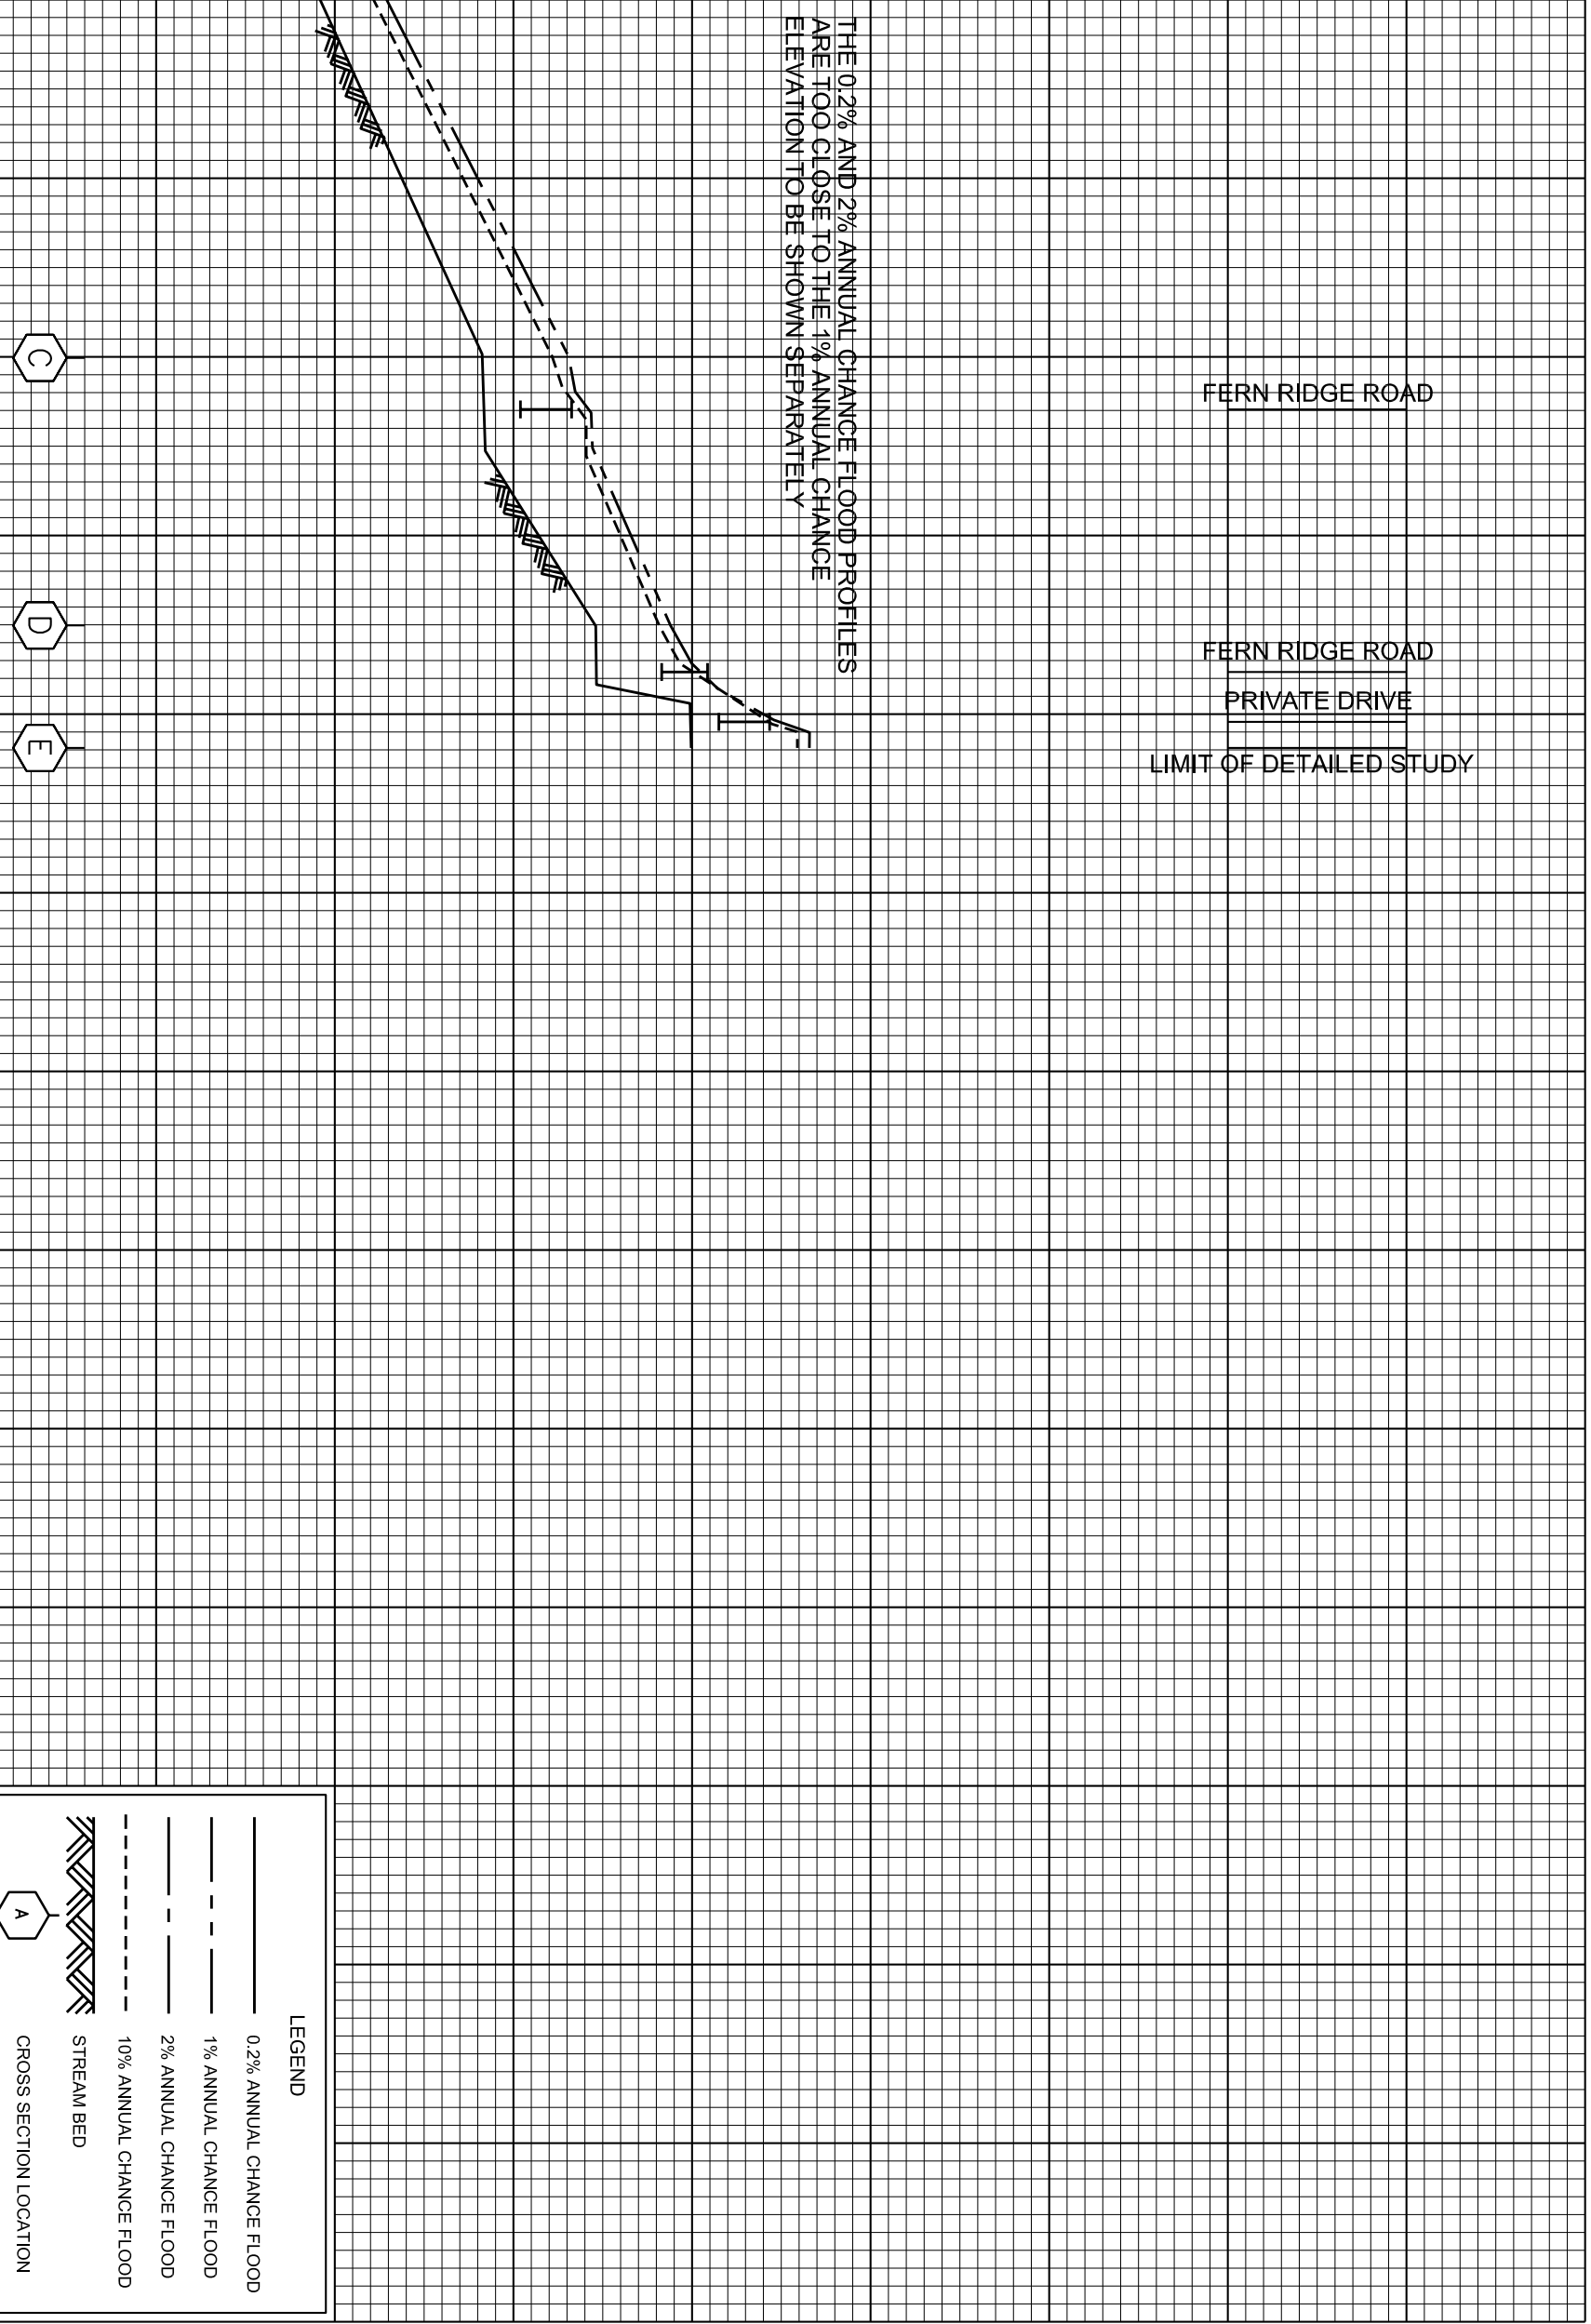 THE 0.2% AND 2% ANNUAL CHANCE FLOOD PROFILES
ARE TOO CLOSE TO THE 1% ANNUAL CHANCE
ELEVATION TO BE SHOWN SEPARATELY
FERN RIDGE ROAD
FERN RIDGE ROAD
PRIVATE DRIVE
LIMIT OF DETAILED STUDY
C
D
E
LEGEND
0.2% ANNUAL CHANCE FLOOD
1% ANNUAL CHANCE FLOOD
2% ANNUAL CHANCE FLOOD
10% ANNUAL CHANCE FLOOD
STREAM BED
A
CROSS SECTION LOCATION